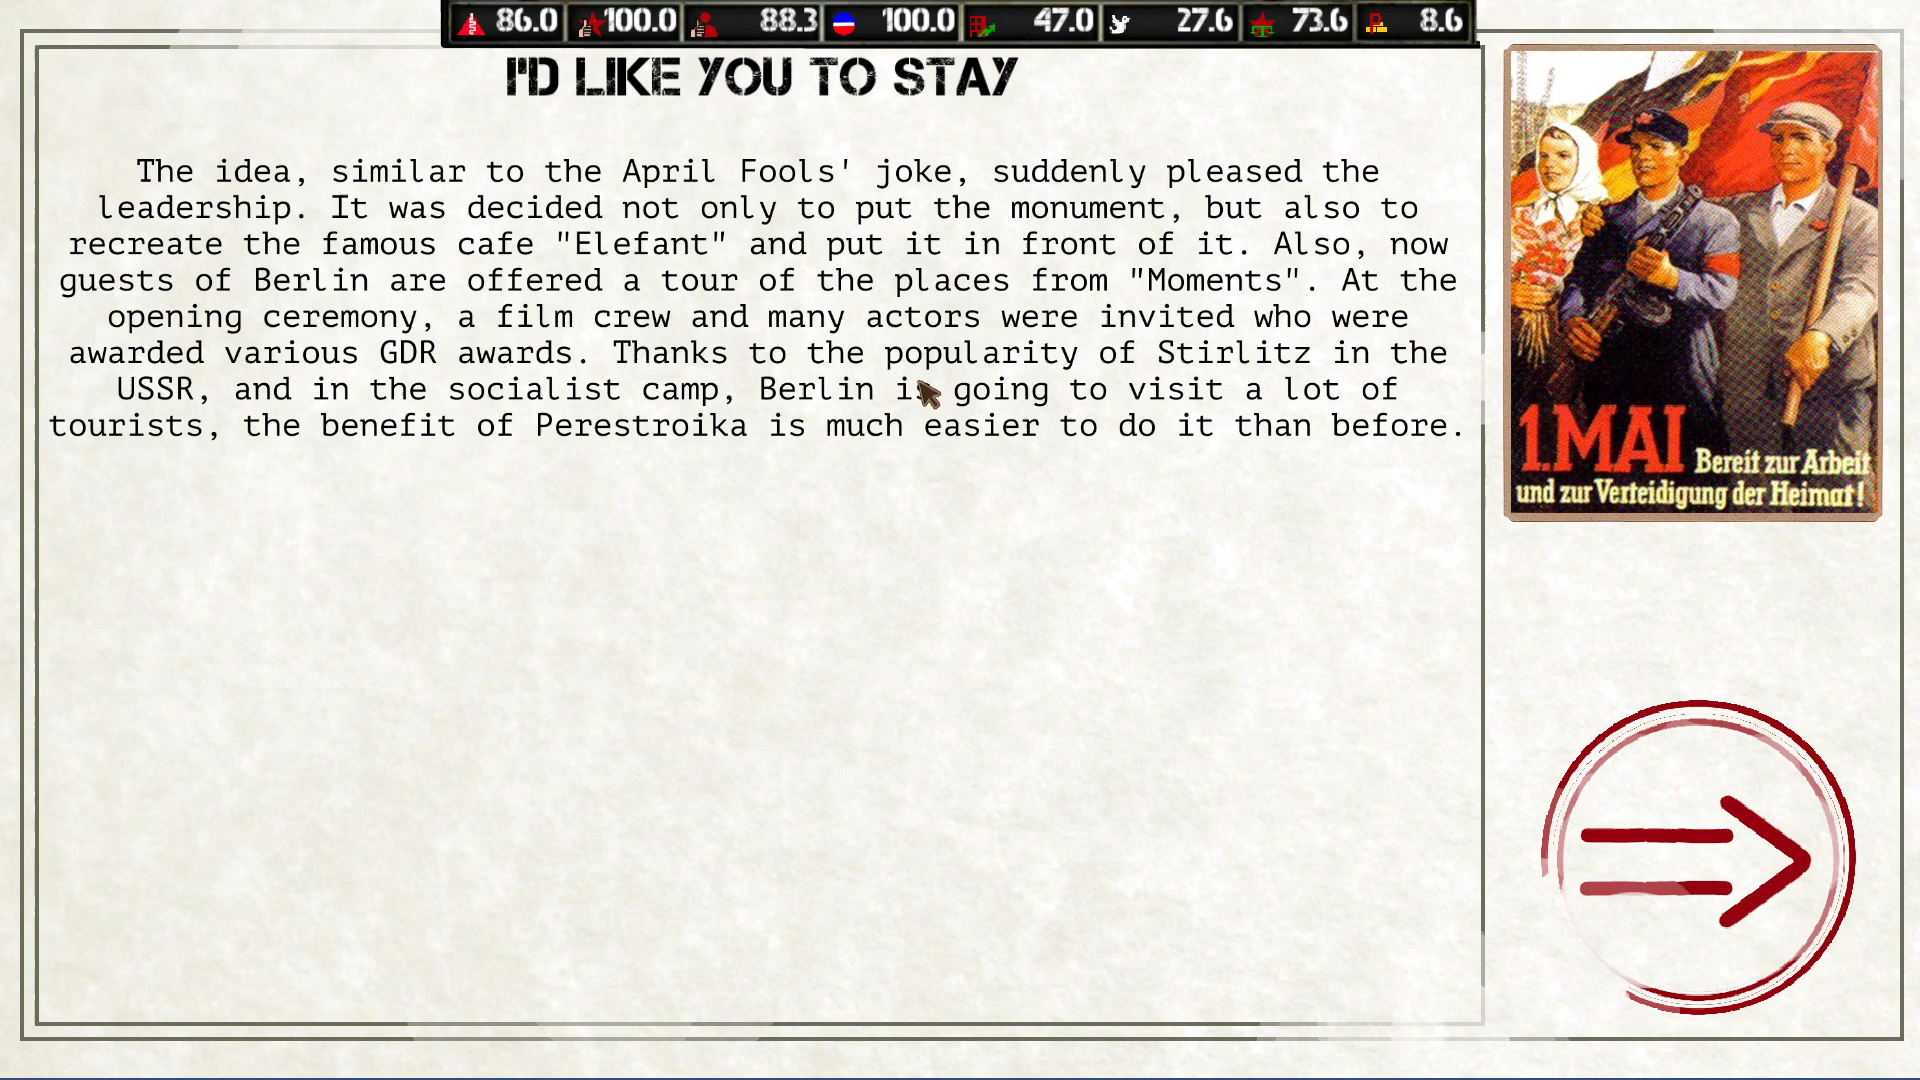 86.0 100.0 88.3 100.0 47.0 27.6 73.6 8.6
I'D LIKE YOU TO STAY
The idea, similar to the April Fools' joke, suddenly pleased the
leadership. It was decided not only to put the monument, but also to
recreate the famous cafe "Elefant" and put it in front of it. Also, now
guests of Berlin are offered a tour of the places from "Moments". At the
opening ceremony, a film crew and many actors were invited who were
awarded various GDR awards. Thanks to the popularity of Stirlitz in the
USSR, and in the socialist camp, Berlin is going to visit a lot of
tourists, the benefit of Perestroika is much easier to do it than before.
1.MAI Bereit zur Arbeit
und zur Verteidigung der Heimat!